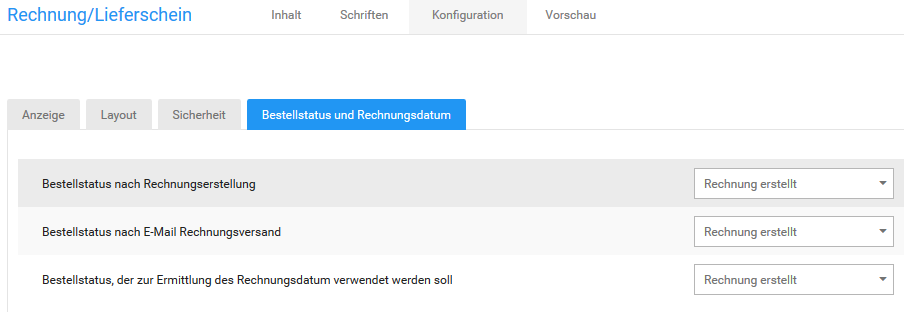 Rechnung/Lieferschein Inhalt Schriften Konfiguration Vorschau
Anzeige Layout Sicherheit Bestellstatus und Rechnungsdatum
Bestellstatus nach Rechnungserstellung Rechnung erstellt
Bestellstatus nach E-Mail Rechnungsversand Rechnung erstellt
Bestellstatus, der zur Ermittlung des Rechnungsdatum verwendet werden soll Rechnung erstellt